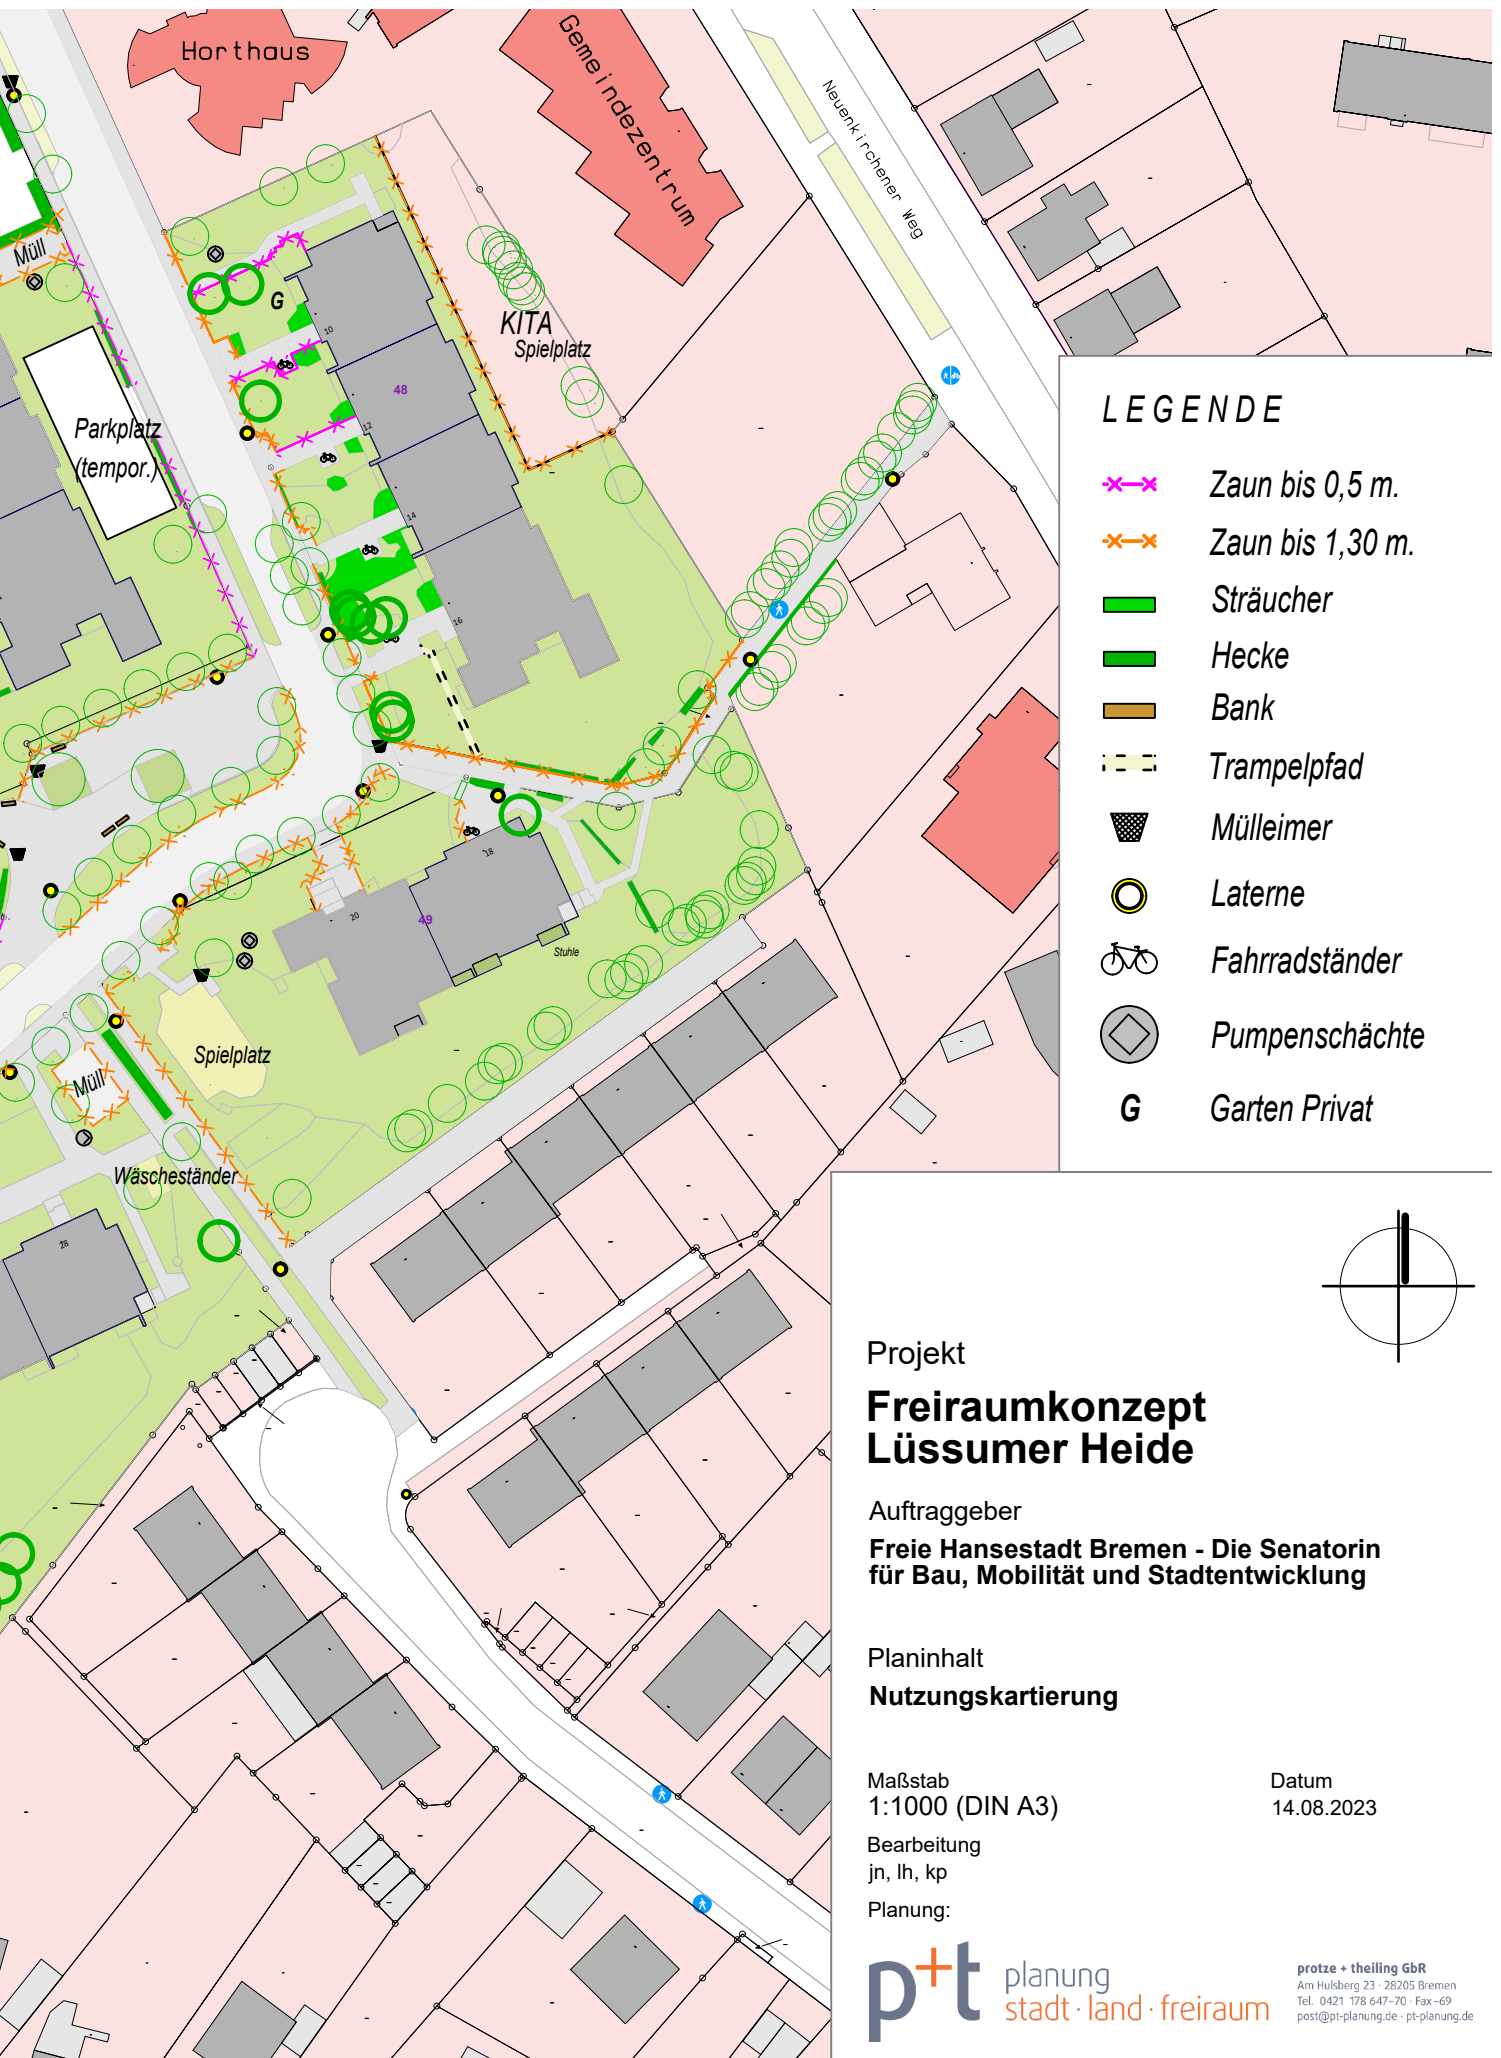 Horthaus
Gemeindezentrum
Neuenkirchener Weg
Müll
G
KITA
Spielplatz
10
48
12
14
16
Parkplatz
(tempor.)
18
20
49
Stuhle
Spielplatz
Müll
Wäscheständer
28
LEGENDE
Zaun bis 0,5 m.
Zaun bis 1,30 m.
Sträucher
Hecke
Bank
Trampelpfad
Mülleimer
Laterne
Fahrradständer
Pumpenschächte
G Garten Privat
Projekt
Freiraumkonzept
Lüssumer Heide
Auftraggeber
Freie Hansestadt Bremen - Die Senatorin
für Bau, Mobilität und Stadtentwicklung
Planinhalt
Nutzungskartierung
Maßstab
1:1000 (DIN A3)
Datum
14.08.2023
Bearbeitung
jn, lh, kp
Planung:
p+t
planung
stadt · land · freiraum
protze + theiling GbR
Am Hulsberg 23 · 28205 Bremen
Tel. 0421 178 647-70 · Fax -69
post@pt-planung.de · pt-planung.de